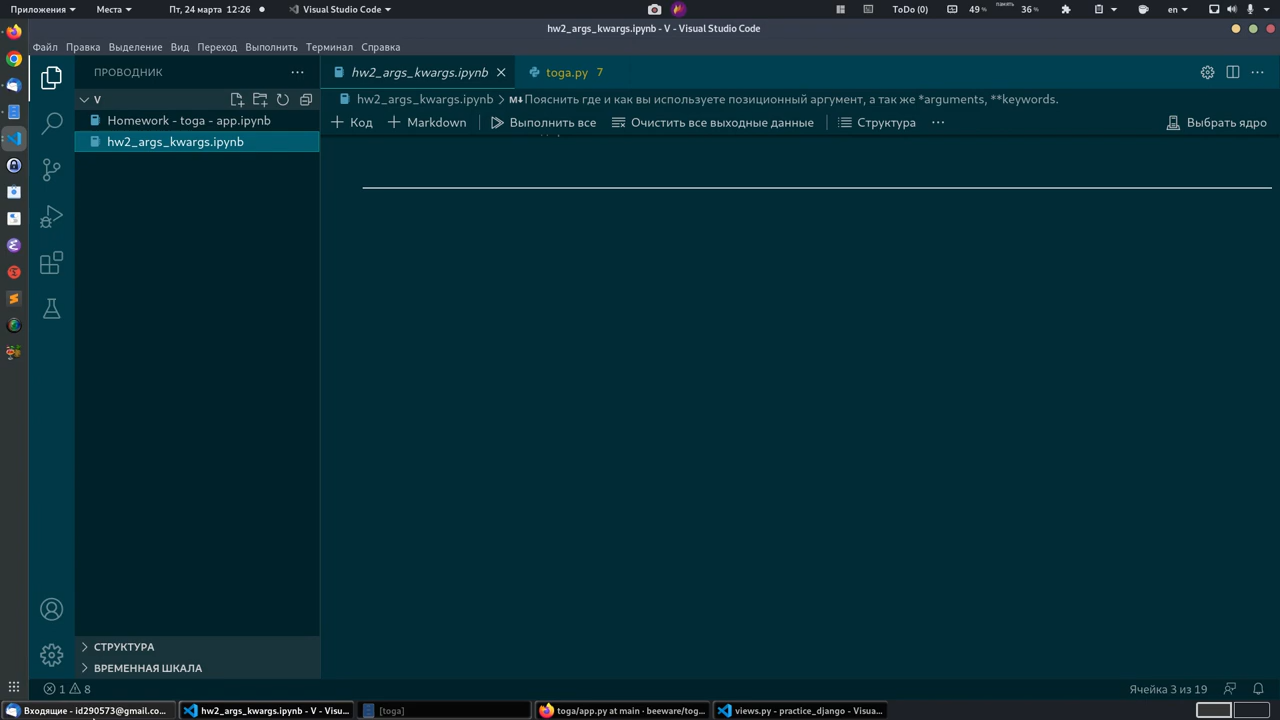 Приложения Места Пт, 24 марта 12:26 Visual Studio Code ToDo (0) 49 % память 36 % en
hw2_args_kwargs.ipynb - V - Visual Studio Code
Файл Правка Выделение Вид Переход Выполнить Терминал Справка
ПРОВОДНИК
hw2_args_kwargs.ipynb
toga.py 7
V
hw2_args_kwargs.ipynb > Пояснить где и как вы используете позиционный аргумент, а так же *arguments, **keywords.
Homework - toga - app.ipynb
Код Markdown Выполнить все Очистить все выходные данные Структура Выбрать ядро
hw2_args_kwargs.ipynb
СТРУКТУРА
ВРЕМЕННАЯ ШКАЛА
1 8
Ячейка 3 из 19
Входящие - id290573@gmail.co...
hw2_args_kwargs.ipynb - V - Visu...
[toga]
toga/app.py at main · beeware/tog...
views.py - practice_django - Visua...